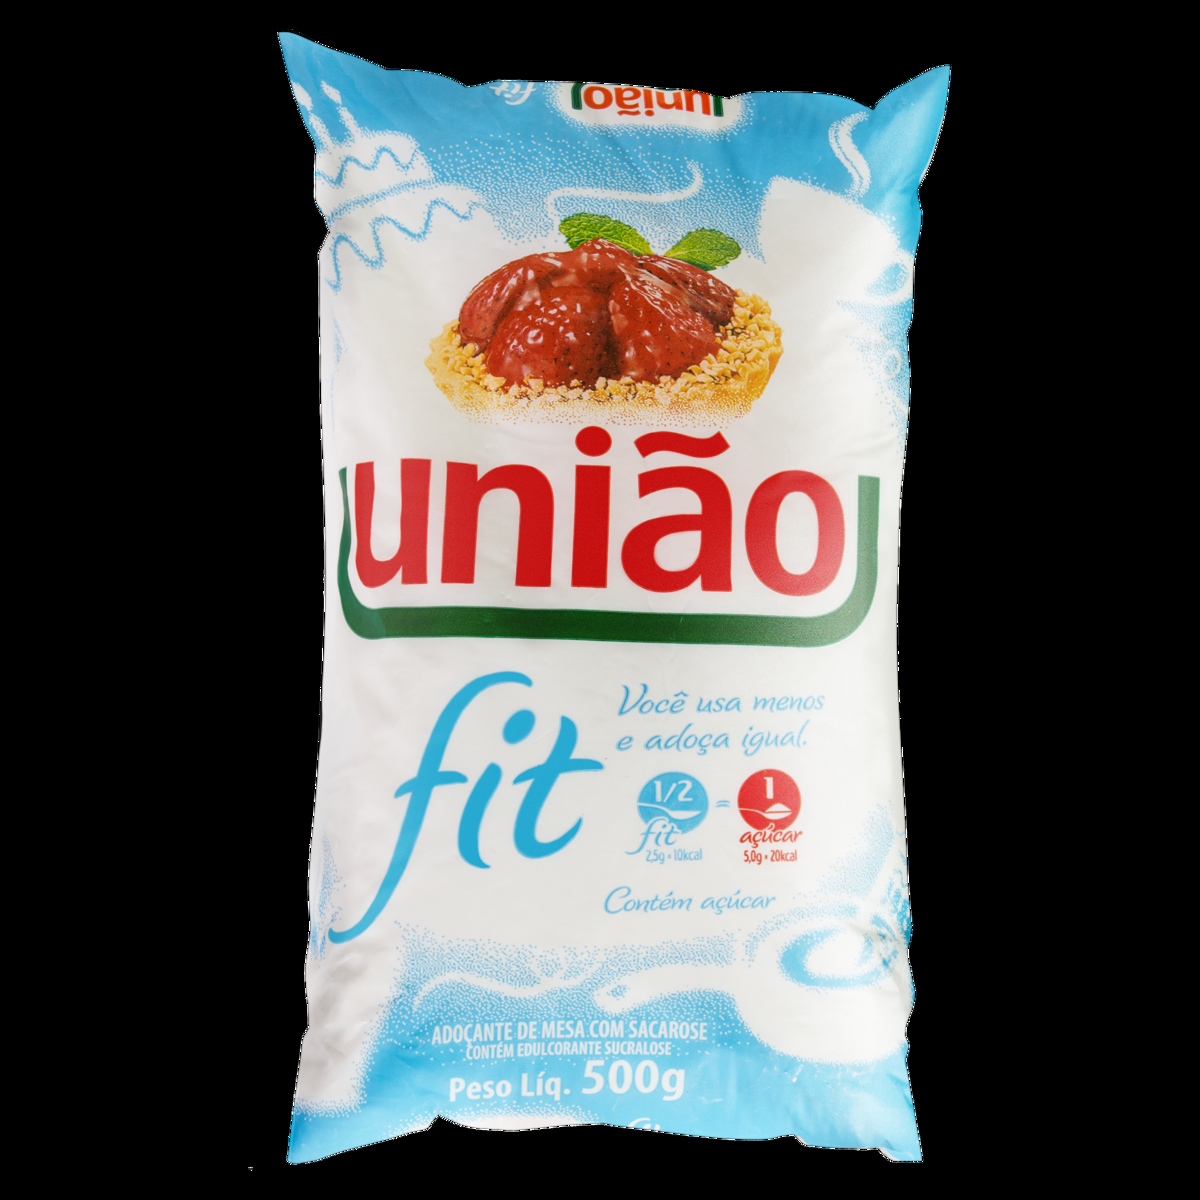 fit união
união
fit
Você usa menos
e adoça igual.
1/2 = 1
fit açúcar
2,5g = 10kcal 5,0g = 20kcal
Contém açúcar
ADOÇANTE DE MESA COM SACAROSE
CONTÉM EDULCORANTE SUCRALOSE
Peso Líq. 500g